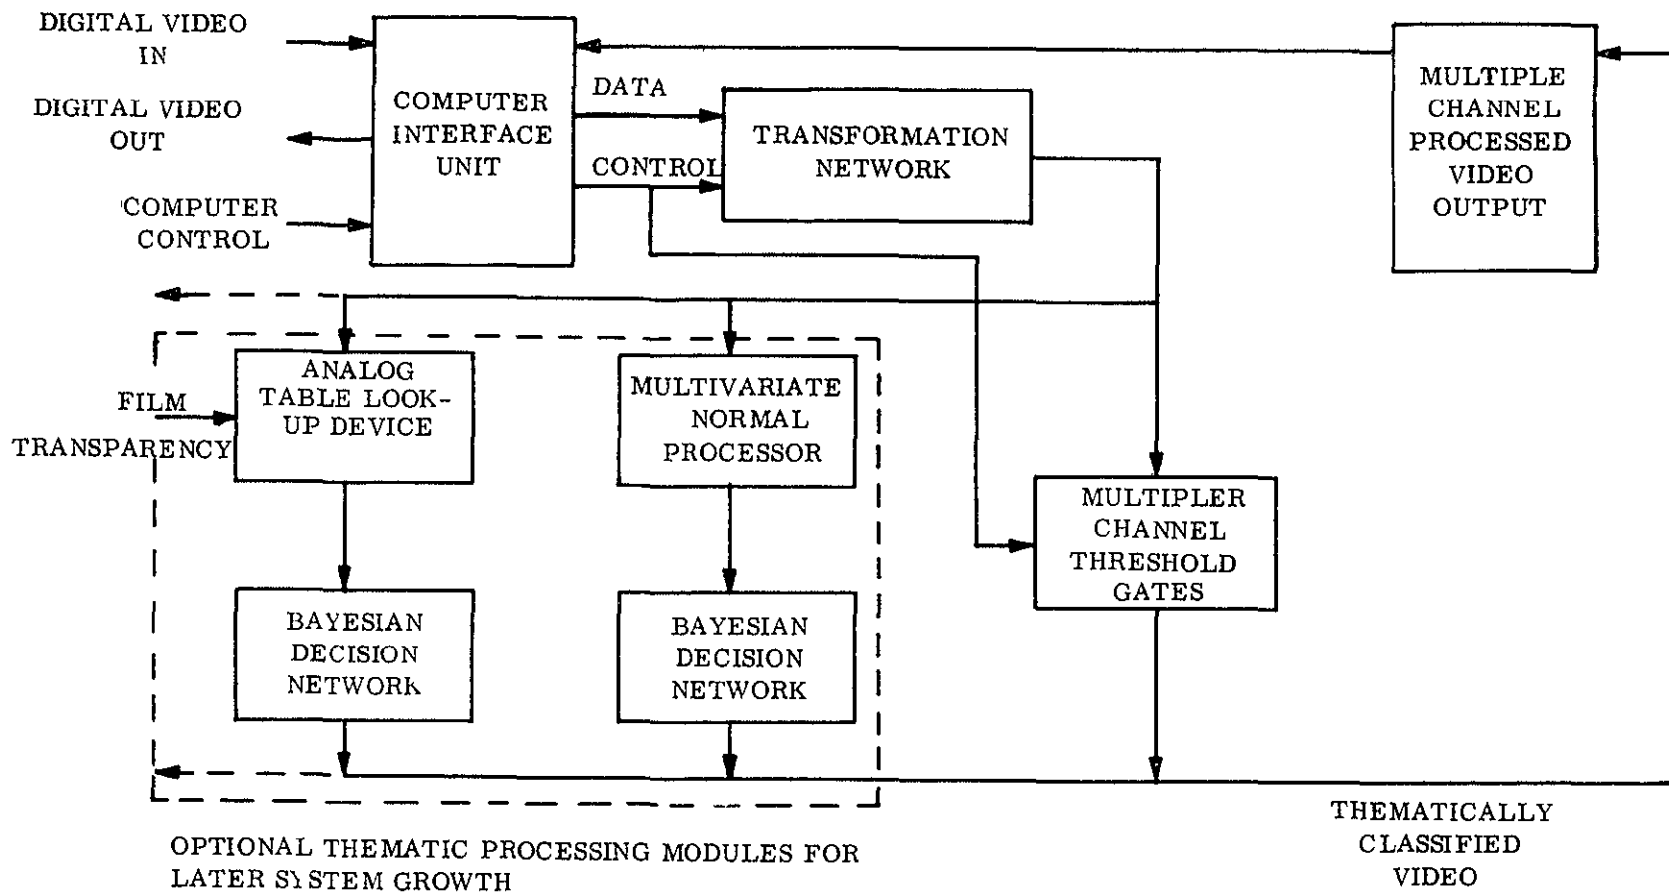 DIGITAL VIDEO
IN
DIGITAL VIDEO
OUT
COMPUTER
CONTROL
COMPUTER
INTERFACE
UNIT
DATA
CONTROL
TRANSFORMATION
NETWORK
MULTIPLE
CHANNEL
PROCESSED
VIDEO
OUTPUT
FILM
TRANSPARENCY
ANALOG
TABLE LOOK-
UP DEVICE
MULTIVARIATE
NORMAL
PROCESSOR
MULTIPLER
CHANNEL
THRESHOLD
GATES
BAYESIAN
DECISION
NETWORK
BAYESIAN
DECISION
NETWORK
THEMATICALLY
CLASSIFIED
VIDEO
OPTIONAL THEMATIC PROCESSING MODULES FOR
LATER SYSTEM GROWTH